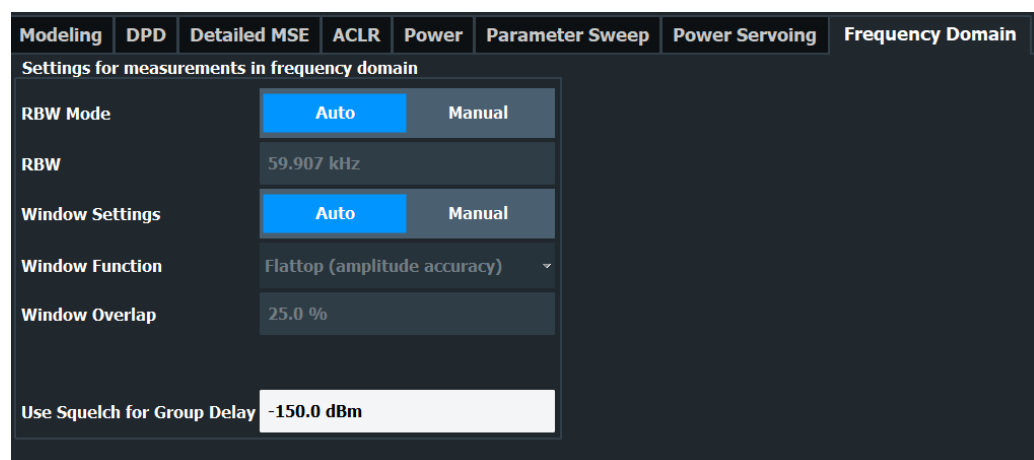 Modeling DPD Detailed MSE ACLR Power Parameter Sweep Power Servoing Frequency Domain
Settings for measurements in frequency domain
RBW Mode Auto Manual
RBW 59.907 kHz
Window Settings Auto Manual
Window Function Flattop (amplitude accuracy)
Window Overlap 25.0 %
Use Squelch for Group Delay -150.0 dBm